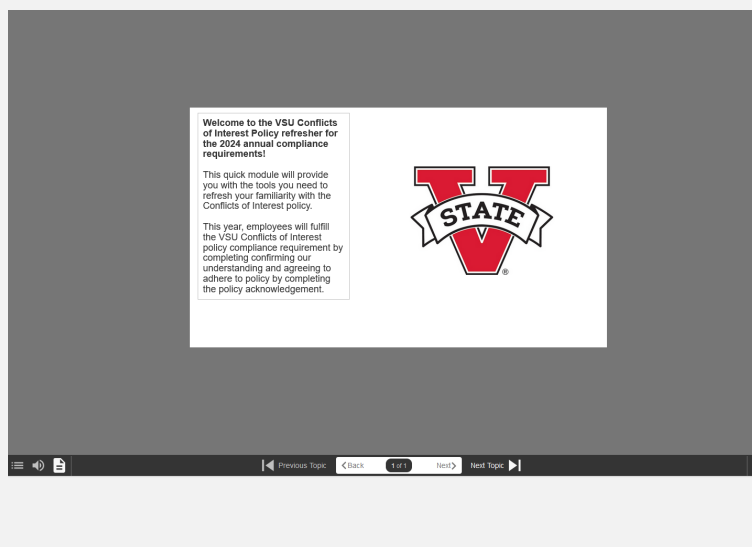 Welcome to the VSU Conflicts
of Interest Policy refresher for
the 2024 annual compliance
requirements!
This quick module will provide
you with the tools you need to
refresh your familiarity with the
Conflicts of Interest policy.
This year, employees will fulfill
the VSU Conflicts of Interest
policy compliance requirement by
completing confirming our
understanding and agreeing to
adhere to policy by completing
the policy acknowledgement.
STATE
®
Previous Topic Back 1 of 1 Next Next Topic